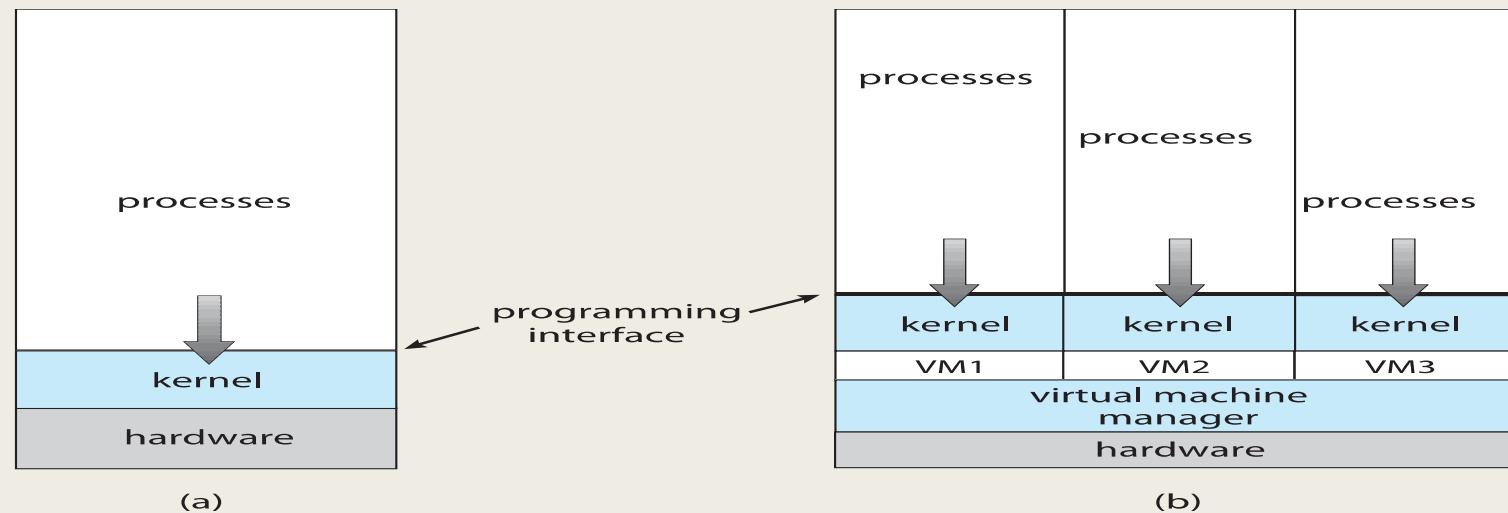 processes
kernel
hardware
(a)
programming
interface
processes
processes
processes
kernel
kernel
kernel
VM1
VM2
VM3
virtual machine
manager
hardware
(b)